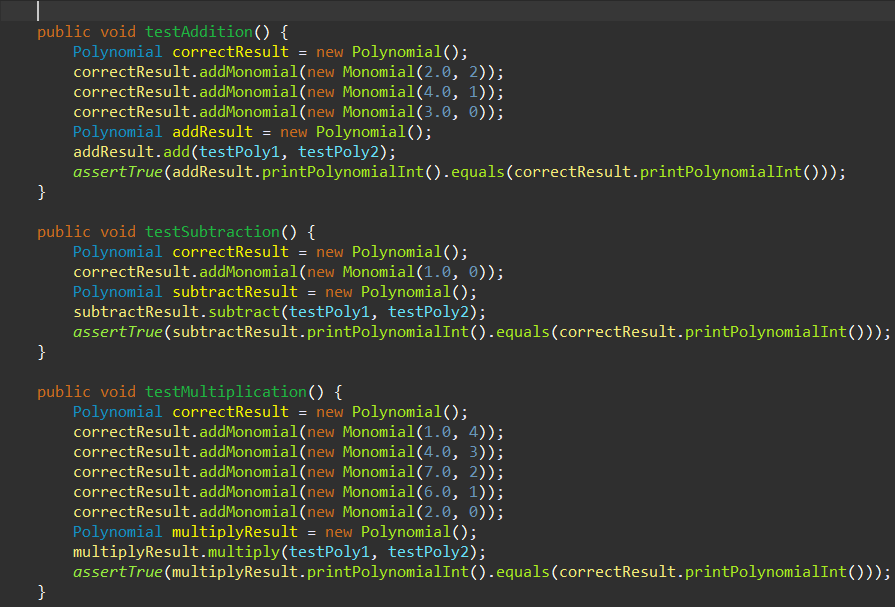 public void testAddition() {
Polynomial correctResult = new Polynomial();
correctResult.addMonomial(new Monomial(2.0, 2));
correctResult.addMonomial(new Monomial(4.0, 1));
correctResult.addMonomial(new Monomial(3.0, 0));
Polynomial addResult = new Polynomial();
addResult.add(testPoly1, testPoly2);
assertTrue(addResult.printPolynomialInt().equals(correctResult.printPolynomialInt()));
}
public void testSubtraction() {
Polynomial correctResult = new Polynomial();
correctResult.addMonomial(new Monomial(1.0, 0));
Polynomial subtractResult = new Polynomial();
subtractResult.subtract(testPoly1, testPoly2);
assertTrue(subtractResult.printPolynomialInt().equals(correctResult.printPolynomialInt()));
}
public void testMultiplication() {
Polynomial correctResult = new Polynomial();
correctResult.addMonomial(new Monomial(1.0, 4));
correctResult.addMonomial(new Monomial(4.0, 3));
correctResult.addMonomial(new Monomial(7.0, 2));
correctResult.addMonomial(new Monomial(6.0, 1));
correctResult.addMonomial(new Monomial(2.0, 0));
Polynomial multiplyResult = new Polynomial();
multiplyResult.multiply(testPoly1, testPoly2);
assertTrue(multiplyResult.printPolynomialInt().equals(correctResult.printPolynomialInt()));
}